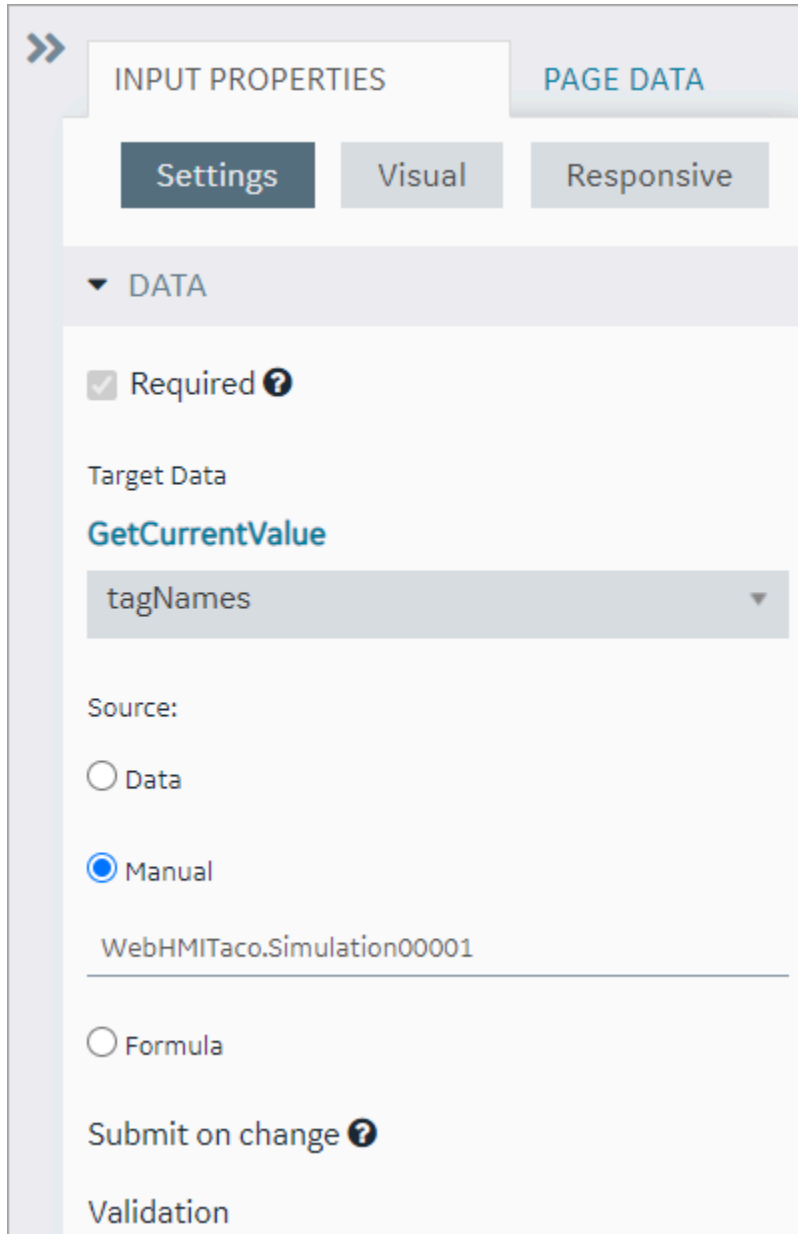 INPUT PROPERTIES PAGE DATA
Settings Visual Responsive
DATA
Required
Target Data
GetCurrentValue
tagNames
Source:
Data
Manual
WebHMITaco.Simulation00001
Formula
Submit on change
Validation